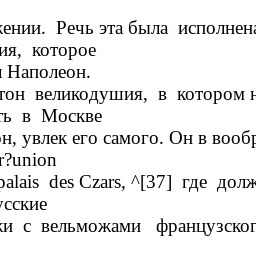 жении. Речь эта была исполнена
ия, которое
и Наполеон.
тон великодушия, в котором н
ть в Москве
он, увлек его самого. Он в вообр
r?union
palais des Czars, ^[37] где долж
усские
ки с вельможами французског